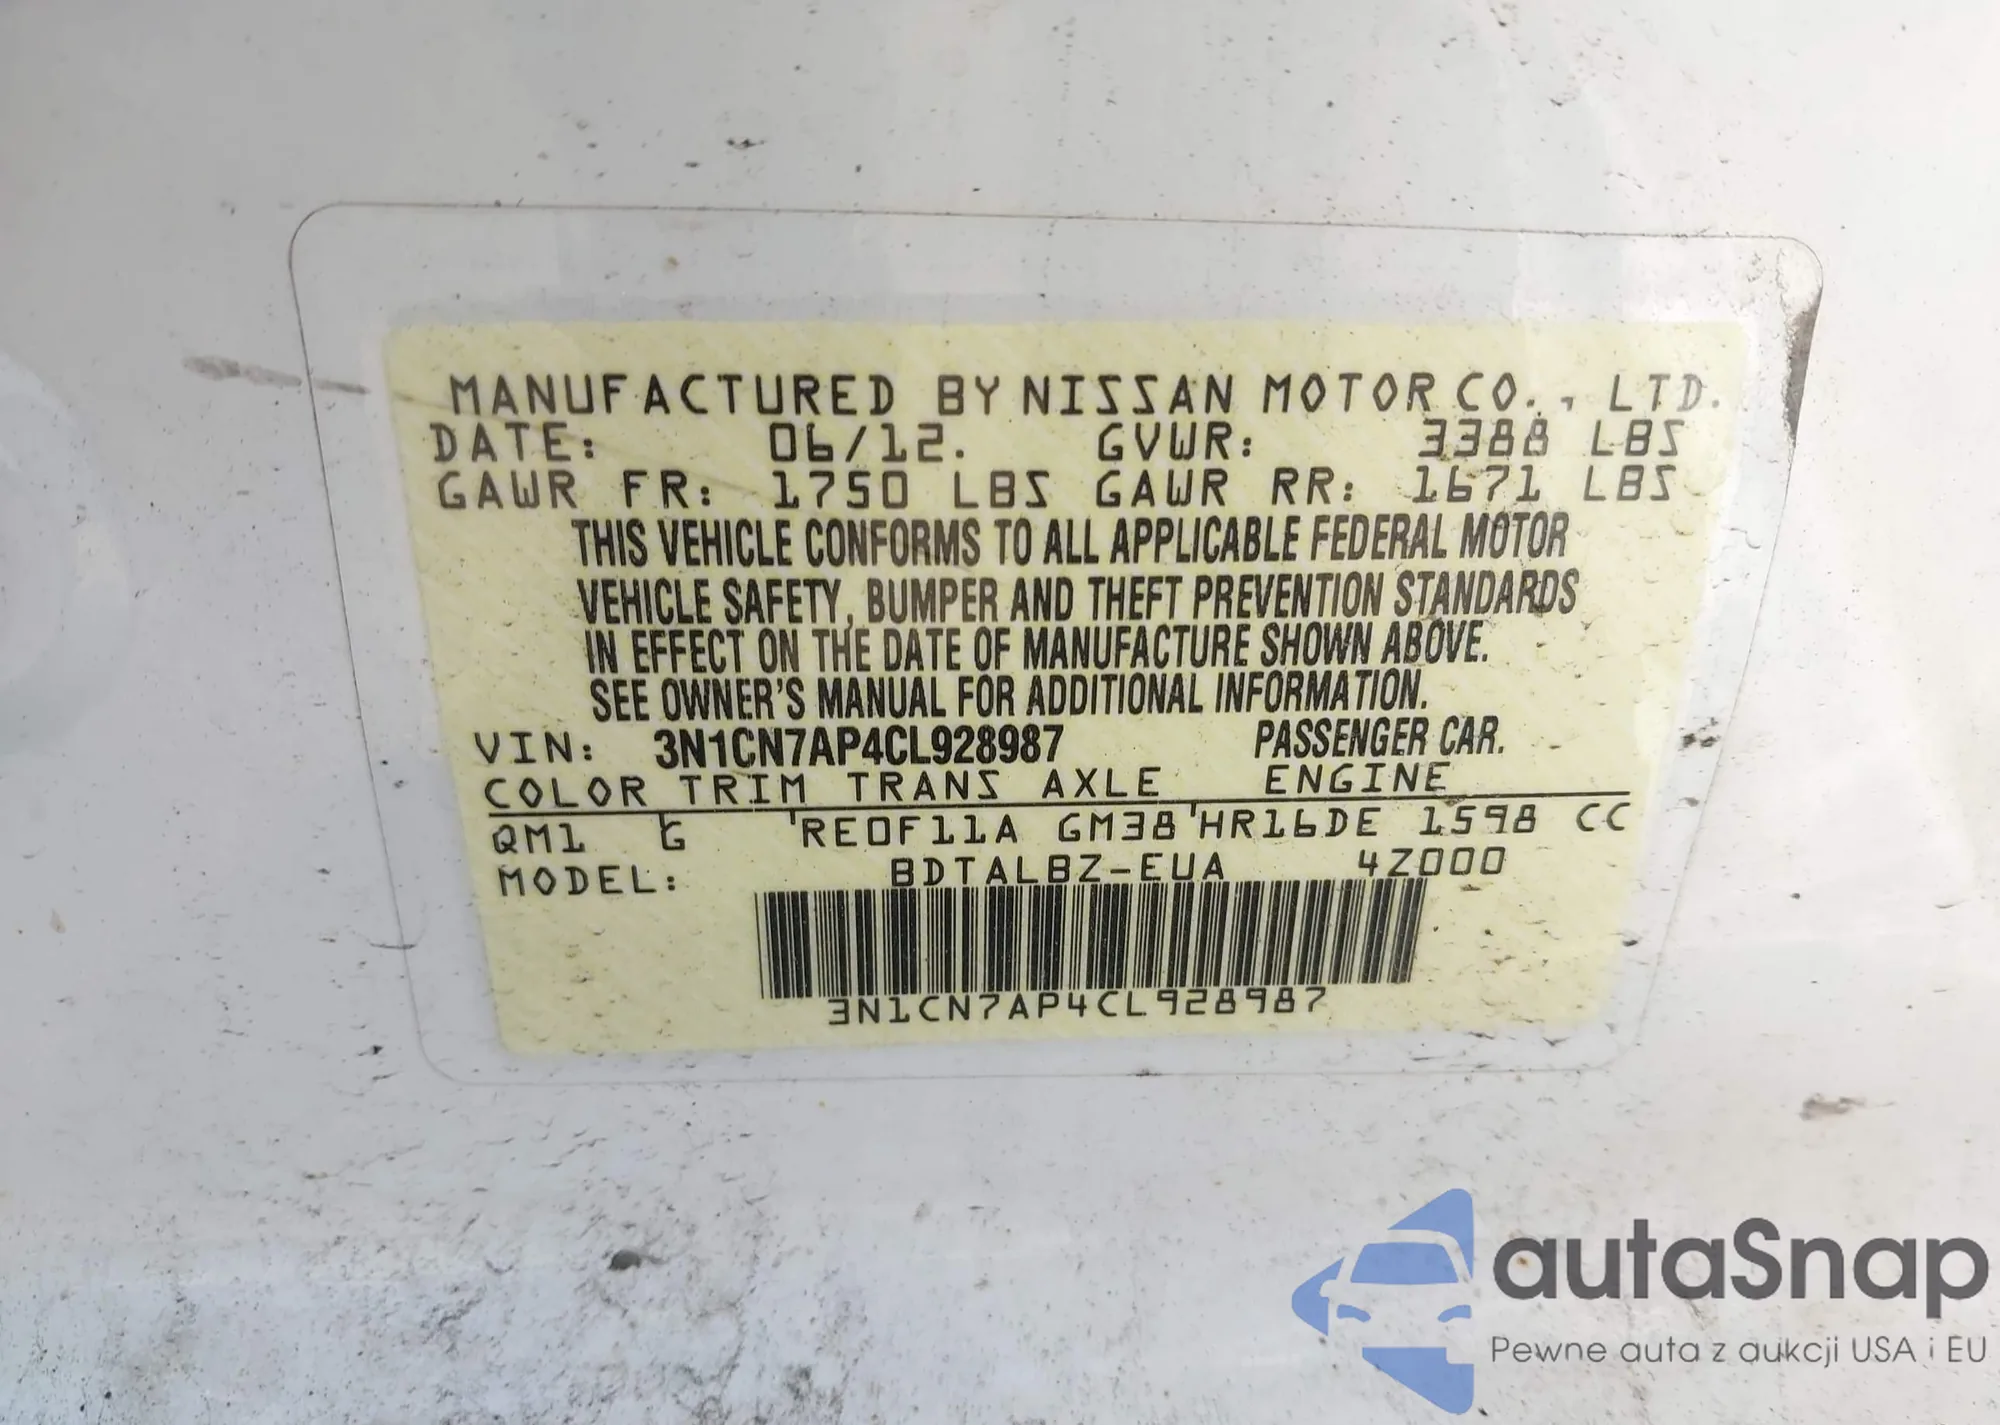 MANUFACTURED BY NISSAN MOTOR CO., LTD.
DATE: 06/12. GVWR: 3388 LBS
GAWR FR: 1750 LBS GAWR RR: 1671 LBS
THIS VEHICLE CONFORMS TO ALL APPLICABLE FEDERAL MOTOR
VEHICLE SAFETY, BUMPER AND THEFT PREVENTION STANDARDS
IN EFFECT ON THE DATE OF MANUFACTURE SHOWN ABOVE.
SEE OWNER'S MANUAL FOR ADDITIONAL INFORMATION.
VIN: 3N1CN7AP4CL928987 PASSENGER CAR.
COLOR TRIM TRANS AXLE ENGINE
QM1 G RE0F11A GM38 HR16DE 1598 CC
MODEL: BDTALBZ-EUA 4Z000
3N1CN7AP4CL928987
autaSnap
Pewne auta z aukcji USA i EU